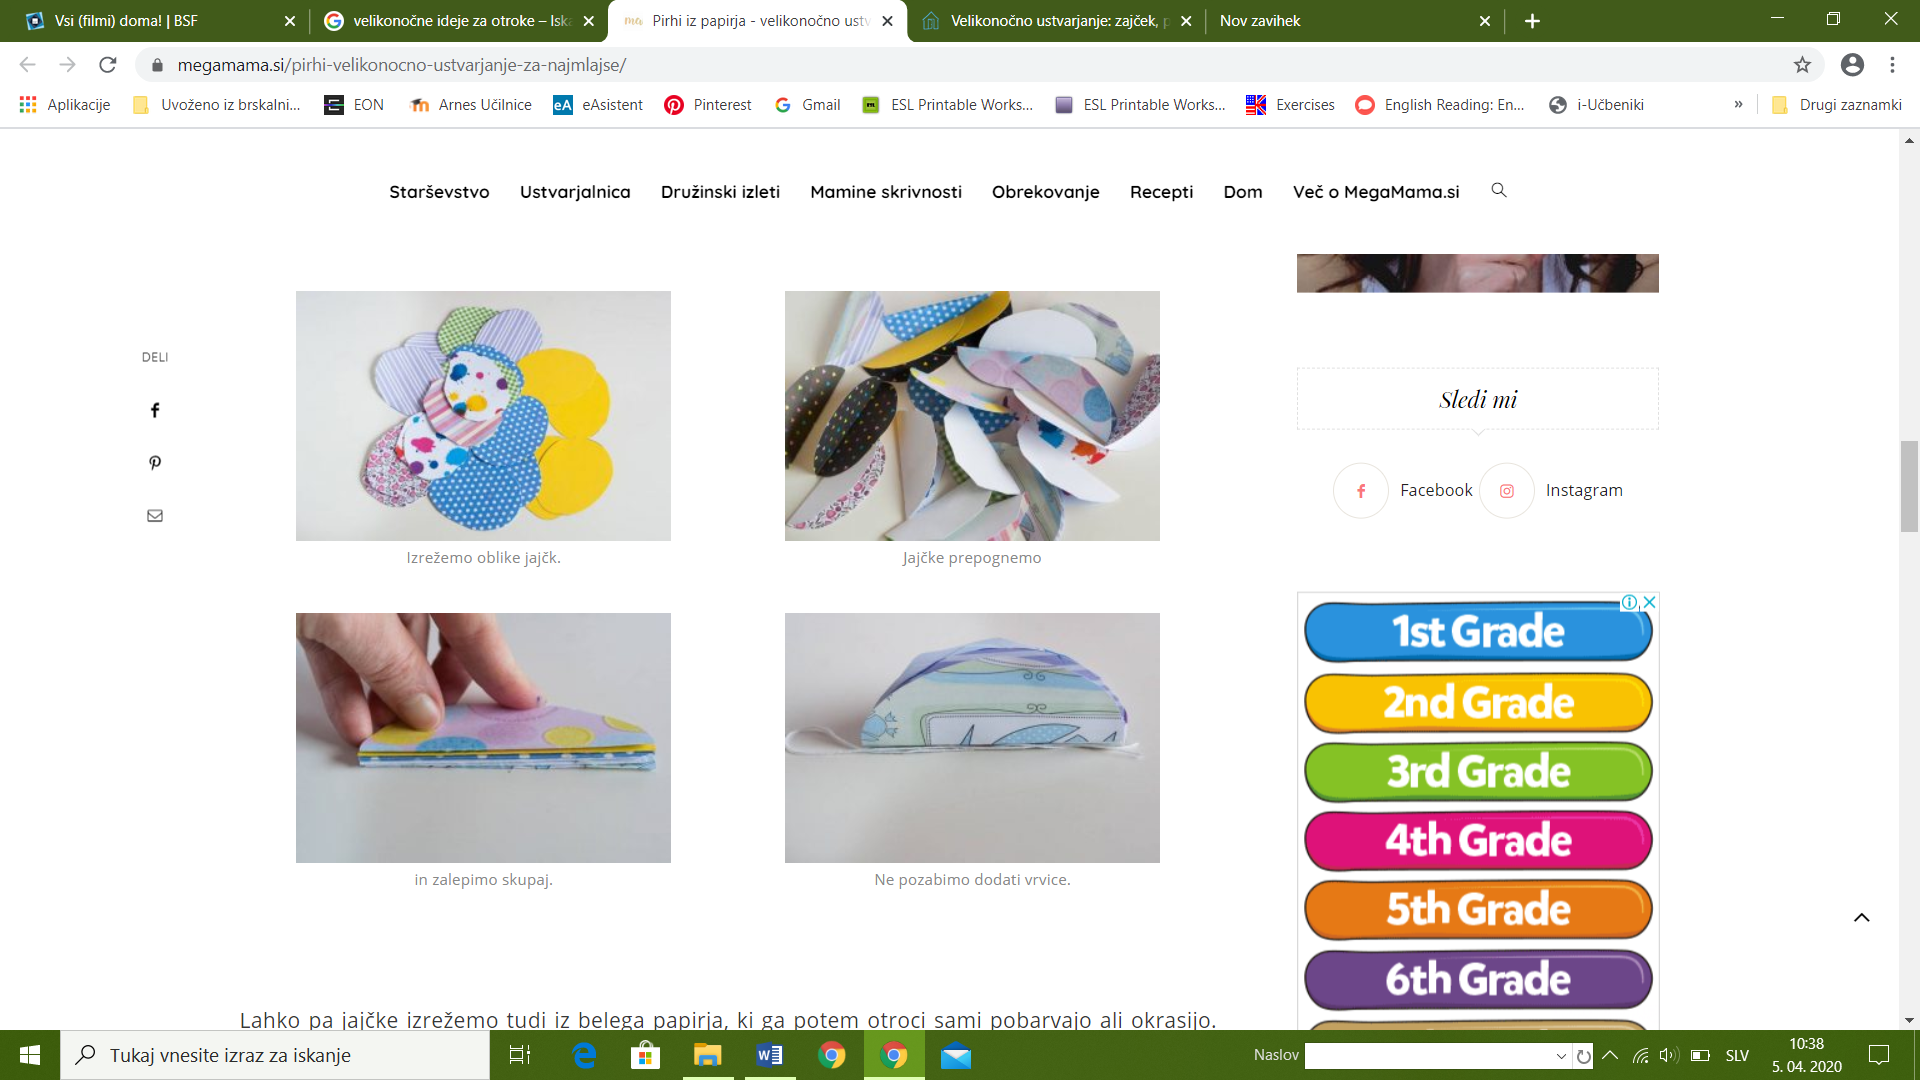 Vsi (filmi) doma! | BSF
velikonočne ideje za otroke – Iska
Pirhi iz papirja - velikonočno ustv
Velikonočno ustvarjanje: zajček, p
Nov zavihek
megamama.si/pirhi-velikonocno-ustvarjanje-za-najmlajse/
Aplikacije
Uvoženo iz brskalni...
EON
Arnes Učilnice
eAsistent
Pinterest
Gmail
ESL Printable Works...
ESL Printable Works...
Exercises
English Reading: En...
i-Učbeniki
»
Drugi zaznamki
Starševstvo
Ustvarjalnica
Družinski izleti
Mamine skrivnosti
Obrekovanje
Recepti
Dom
Več o MegaMama.si
DELI
Izrežemo oblike jajčk.
Jajčke prepognemo
in zalepimo skupaj.
Ne pozabimo dodati vrvice.
Lahko pa jajčke izrežemo tudi iz belega papirja, ki ga potem otroci sami pobarvajo ali okrasijo.
Sledi mi
Facebook
Instagram
1st Grade
2nd Grade
3rd Grade
4th Grade
5th Grade
6th Grade
Tukaj vnesite izraz za iskanje
Naslov
SLV
10:38
5. 04. 2020